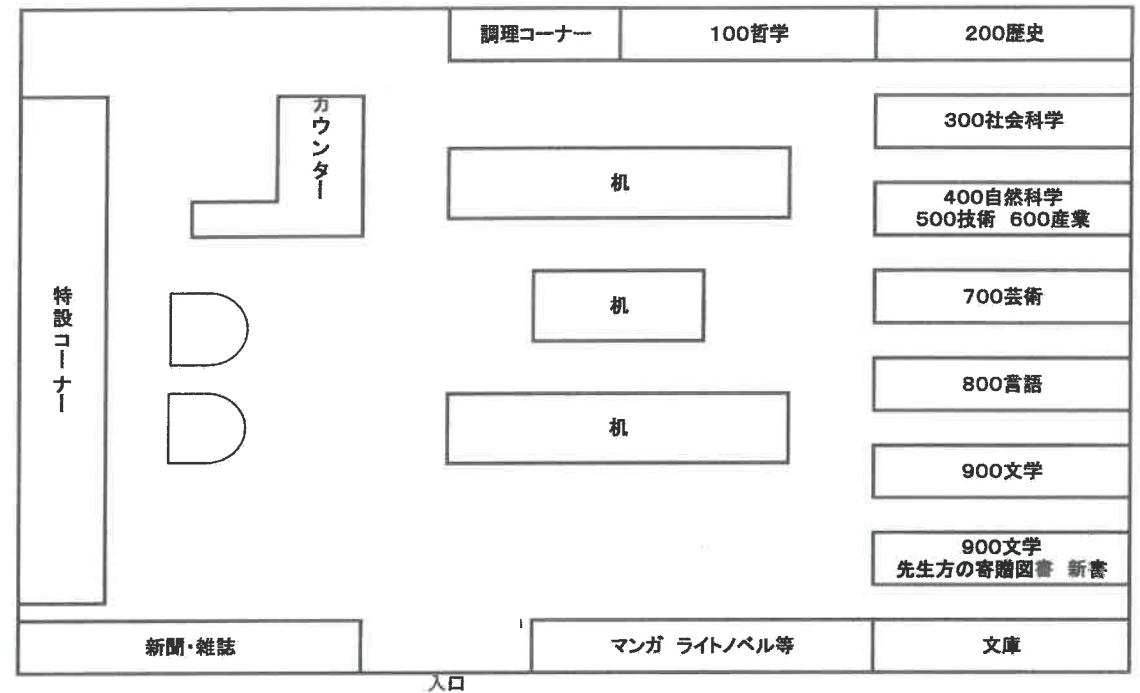 調理コーナー
100哲学
200歴史
カウンター
300社会科学
机
400自然科学
500技術 600産業
特設コーナー
机
700芸術
800言語
机
900文学
900文学
先生方の寄贈図書 新書
新聞・雑誌
マンガ ライトノベル等
文庫
入口